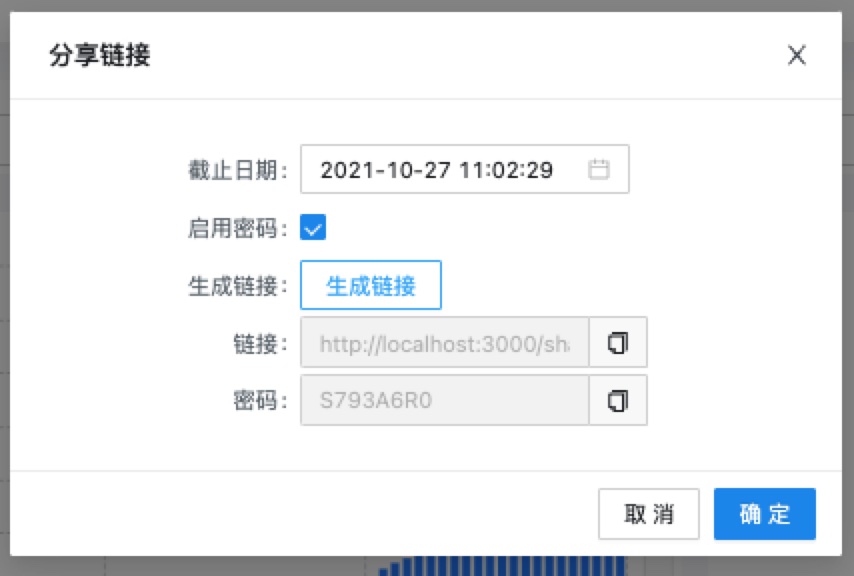 分享链接
截止日期: 2021-10-27 11:02:29
启用密码:
生成链接: 生成链接
链接: http://localhost:3000/sh
密码: S793A6R0
取消 确定